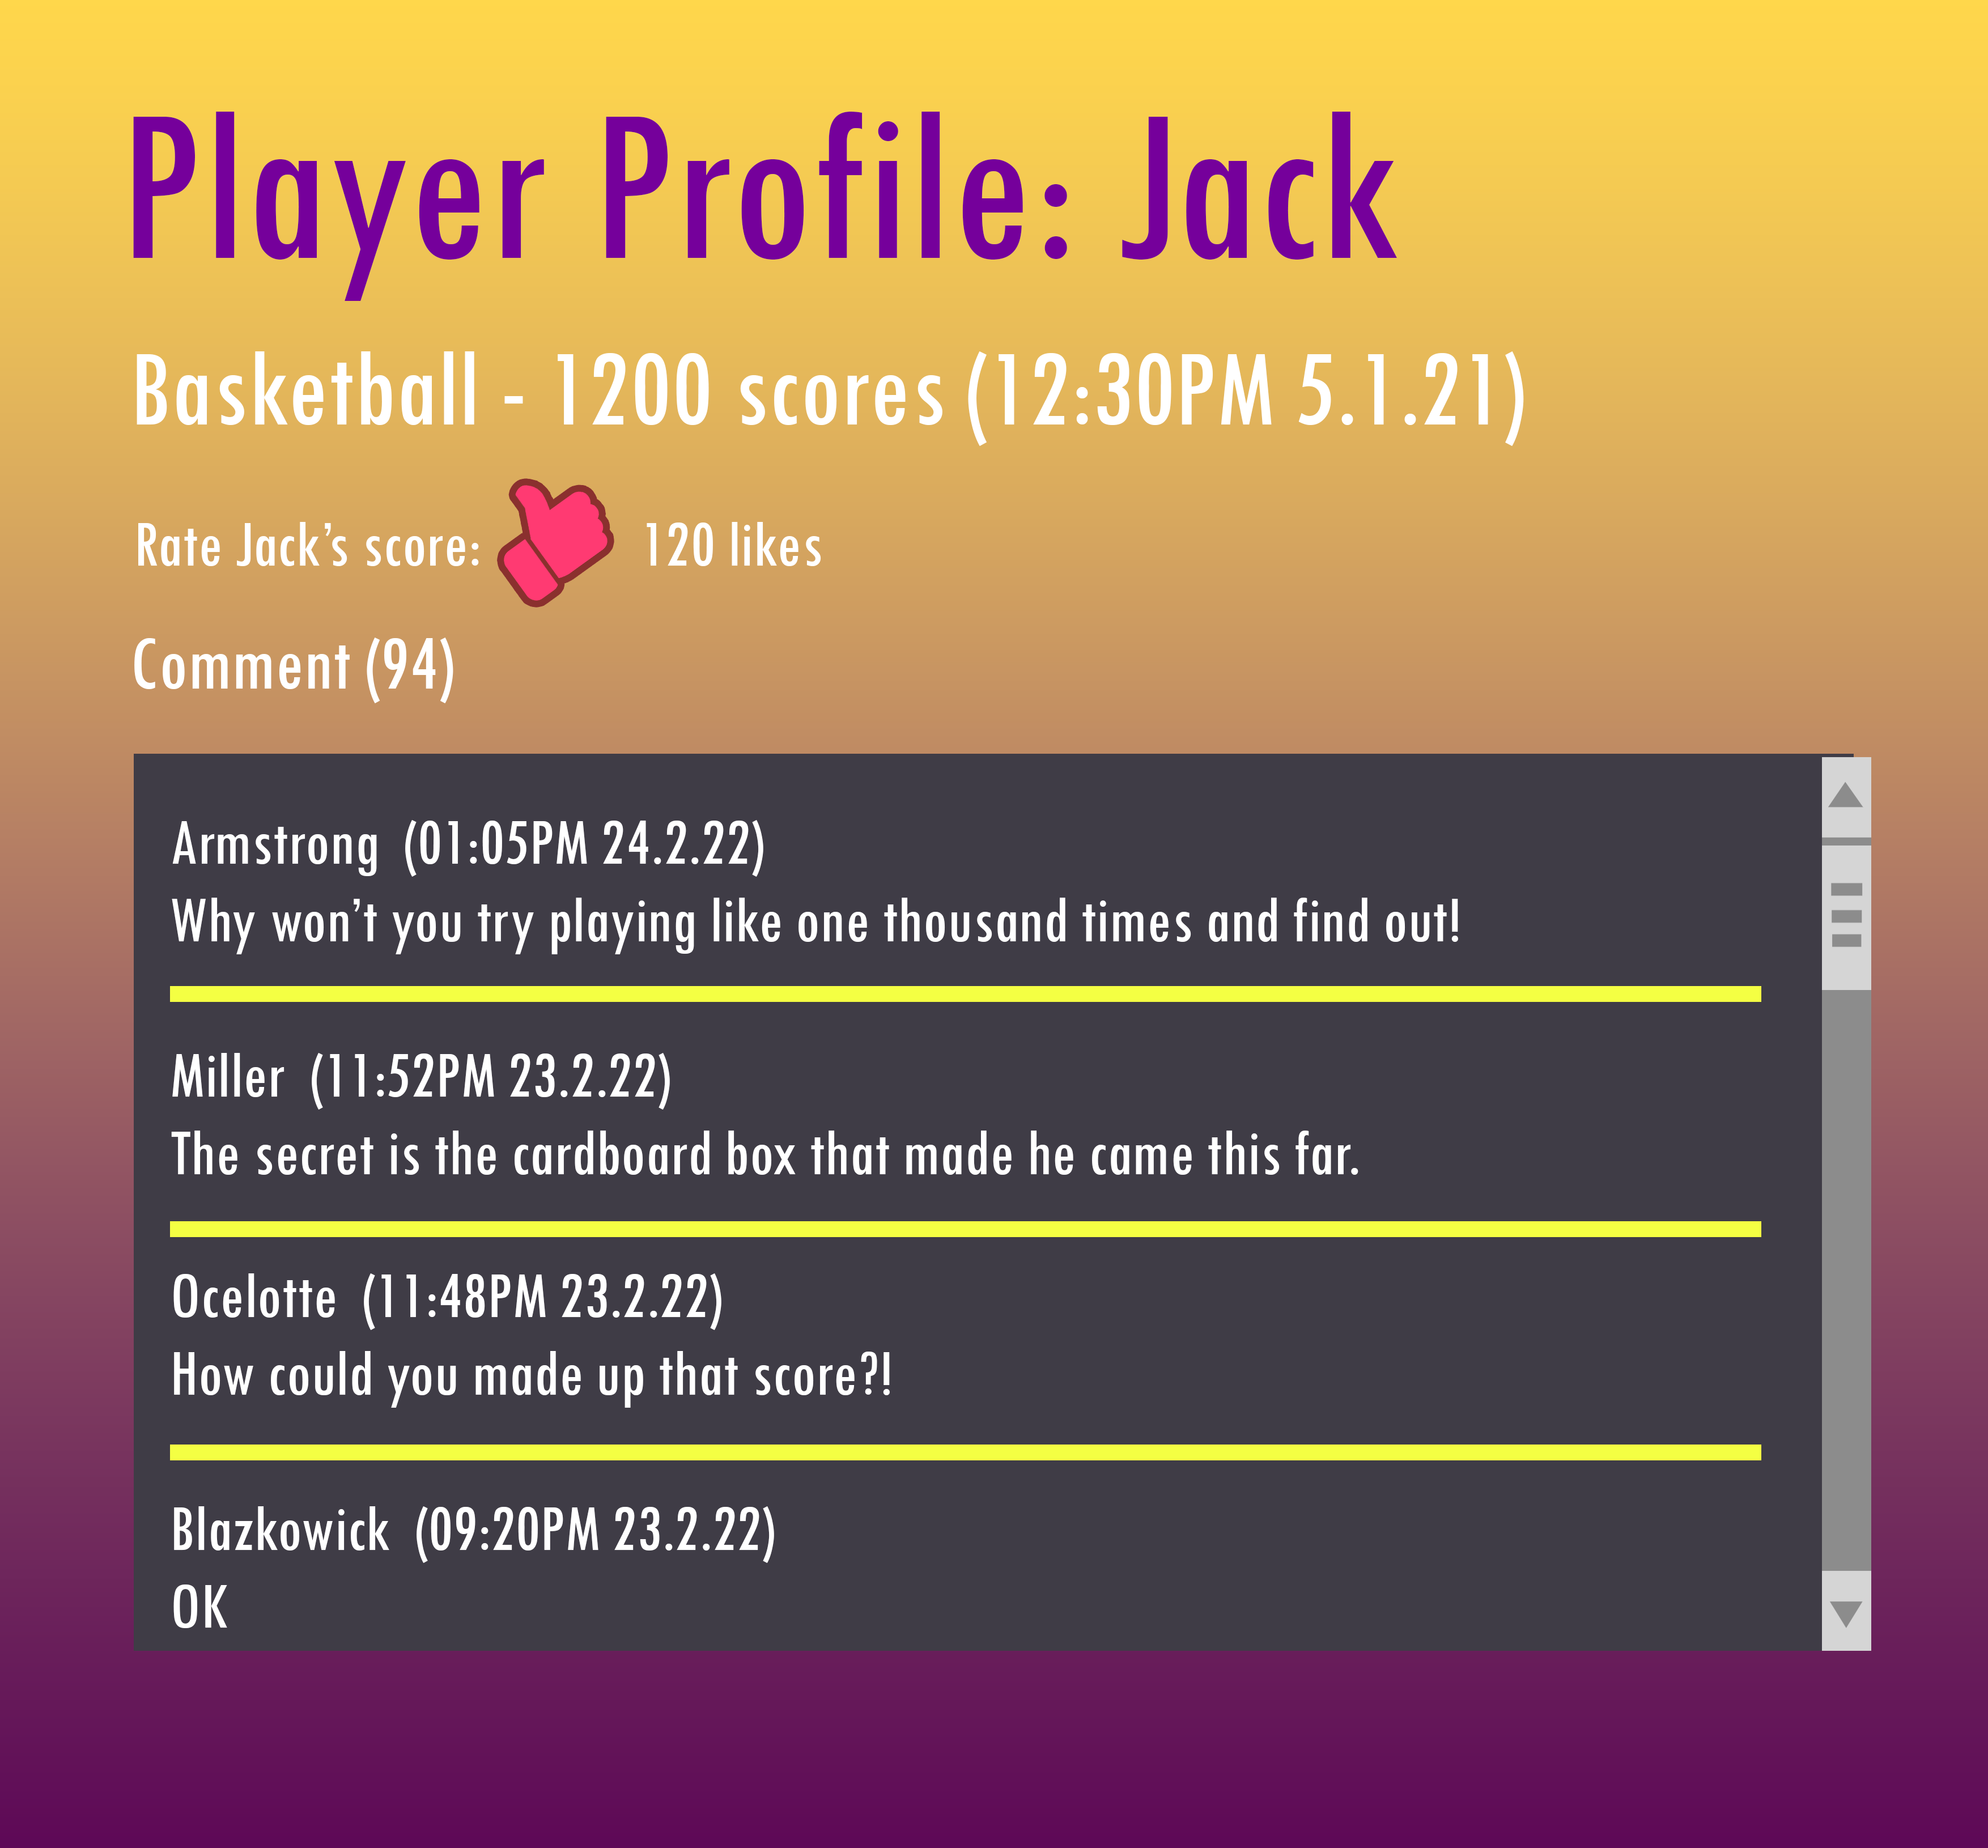 Player Profile: Jack
Basketball - 1200 scores (12:30PM 5.1.21)
Rate Jack’s score: 120 likes
Comment (94)
Armstrong (01:05PM 24.2.22)
Why won’t you try playing like one thousand times and find out!
Miller (11:52PM 23.2.22)
The secret is the cardboard box that made he came this far.
Ocelotte (11:48PM 23.2.22)
How could you made up that score?!
Blazkowick (09:20PM 23.2.22)
OK